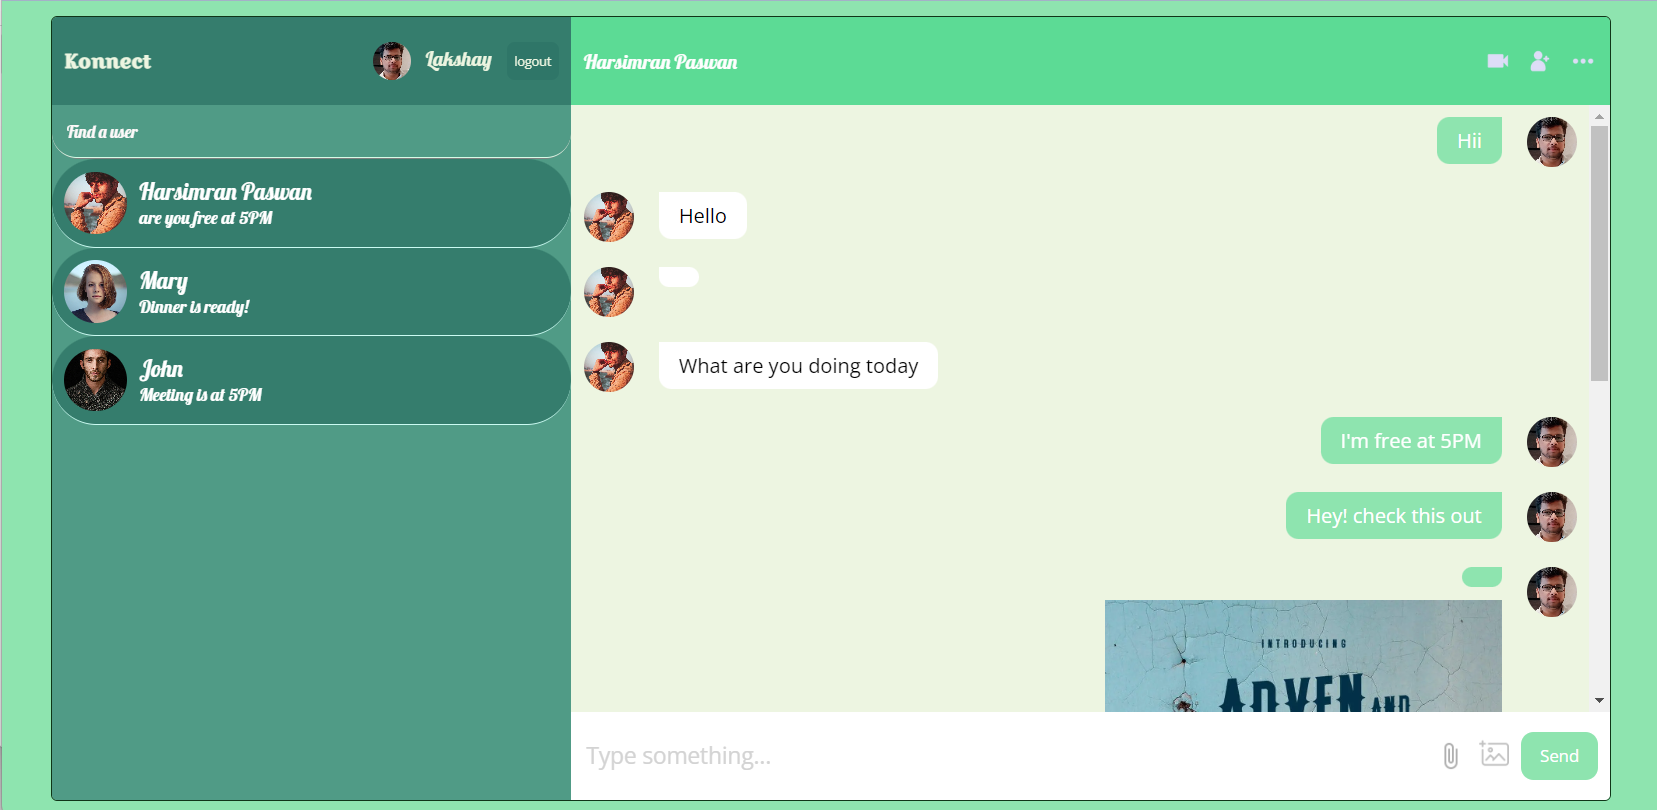 Konnect
Lakshay
logout
Find a user
Harsimran Paswan
are you free at 5PM
Mary
Dinner is ready!
John
Meeting is at 5PM
Harsimran Paswan
Hii
Hello
What are you doing today
I'm free at 5PM
Hey! check this out
INTRODUCING
ADVEN AND
Type something...
Send